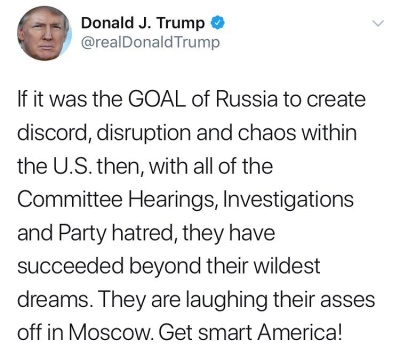 Donald J. Trump
@realDonaldTrump
If it was the GOAL of Russia to create
discord, disruption and chaos within
the U.S. then, with all of the
Committee Hearings, Investigations
and Party hatred, they have
succeeded beyond their wildest
dreams. They are laughing their asses
off in Moscow. Get smart America!